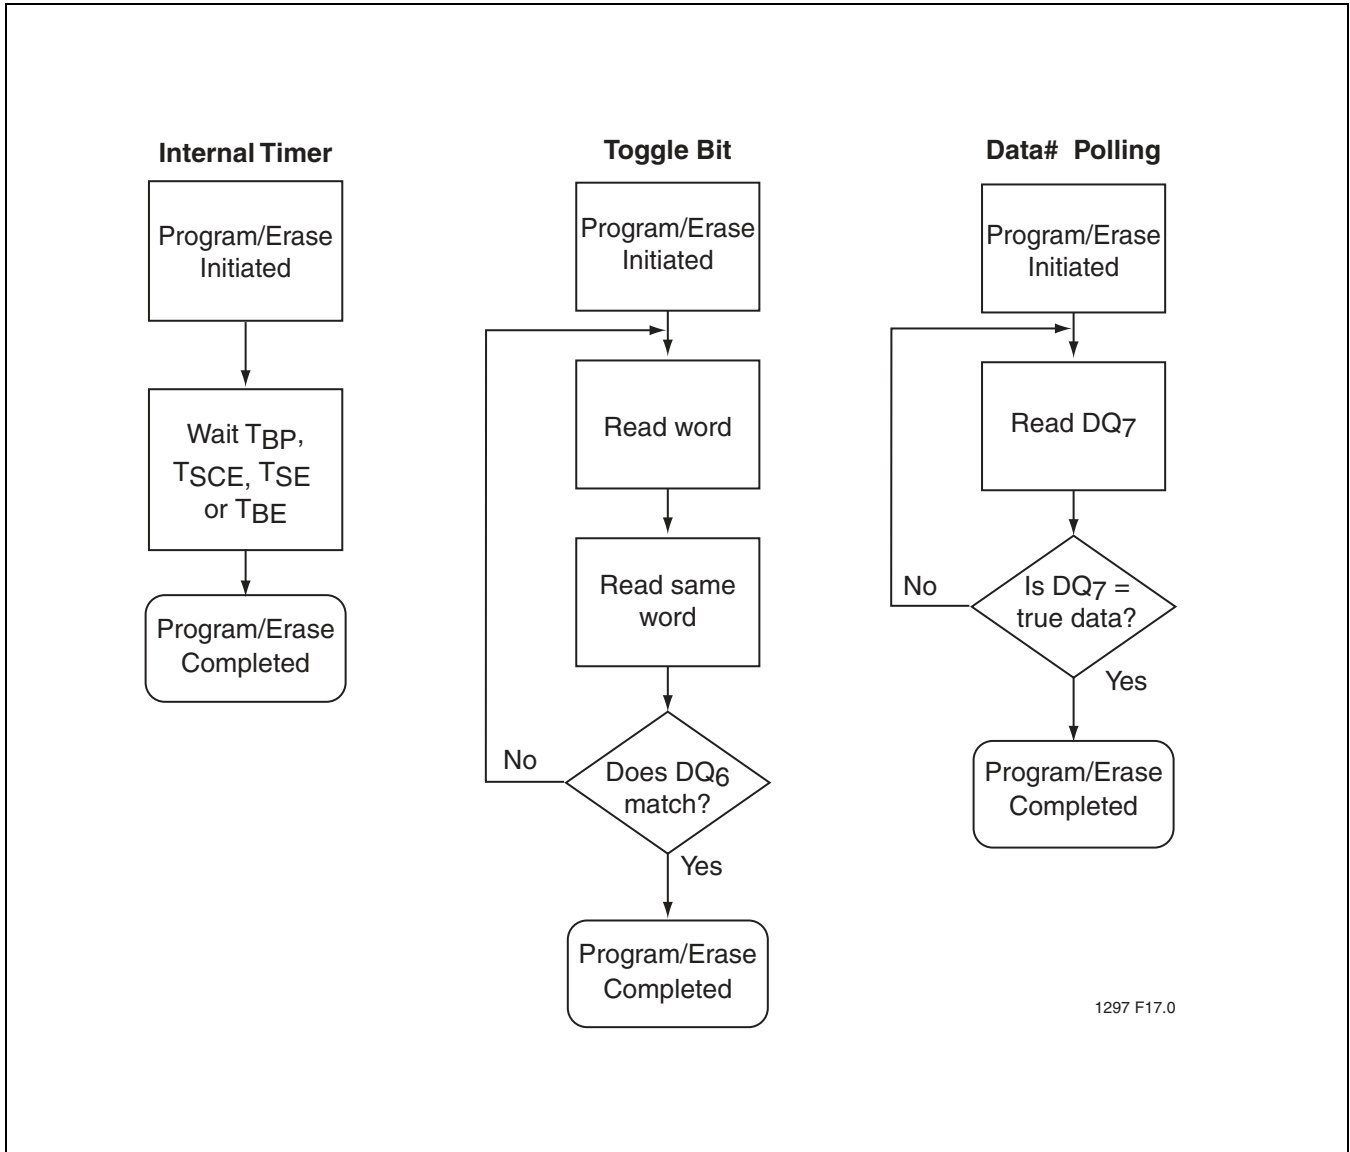 Internal Timer
Program/Erase
Initiated
Wait TBP,
TSCE, TSE
or TBE
Program/Erase
Completed
Toggle Bit
Program/Erase
Initiated
Read word
Read same
word
No
Does DQ6
match?
Yes
Program/Erase
Completed
Data# Polling
Program/Erase
Initiated
Read DQ7
No
Is DQ7 =
true data?
Yes
Program/Erase
Completed
1297 F17.0